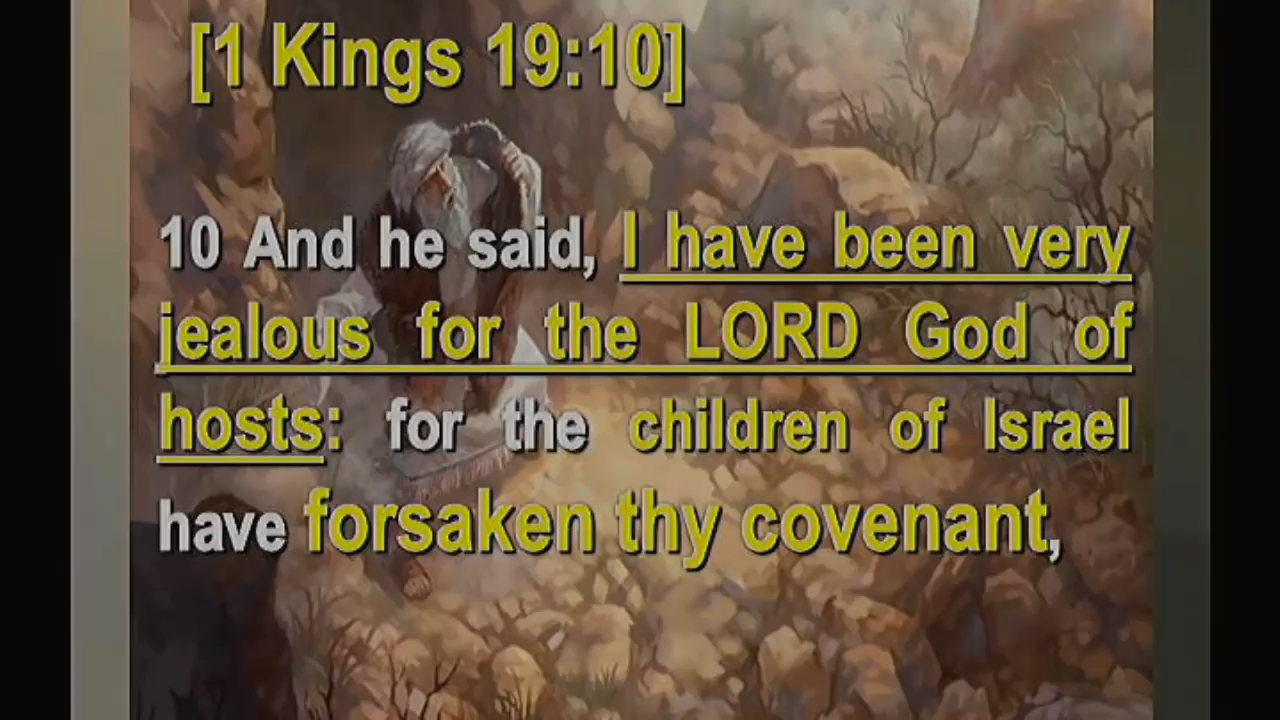 [1 Kings 19:10]
10 And he said, I have been very
jealous for the LORD God of
hosts: for the children of Israel
have forsaken thy covenant,